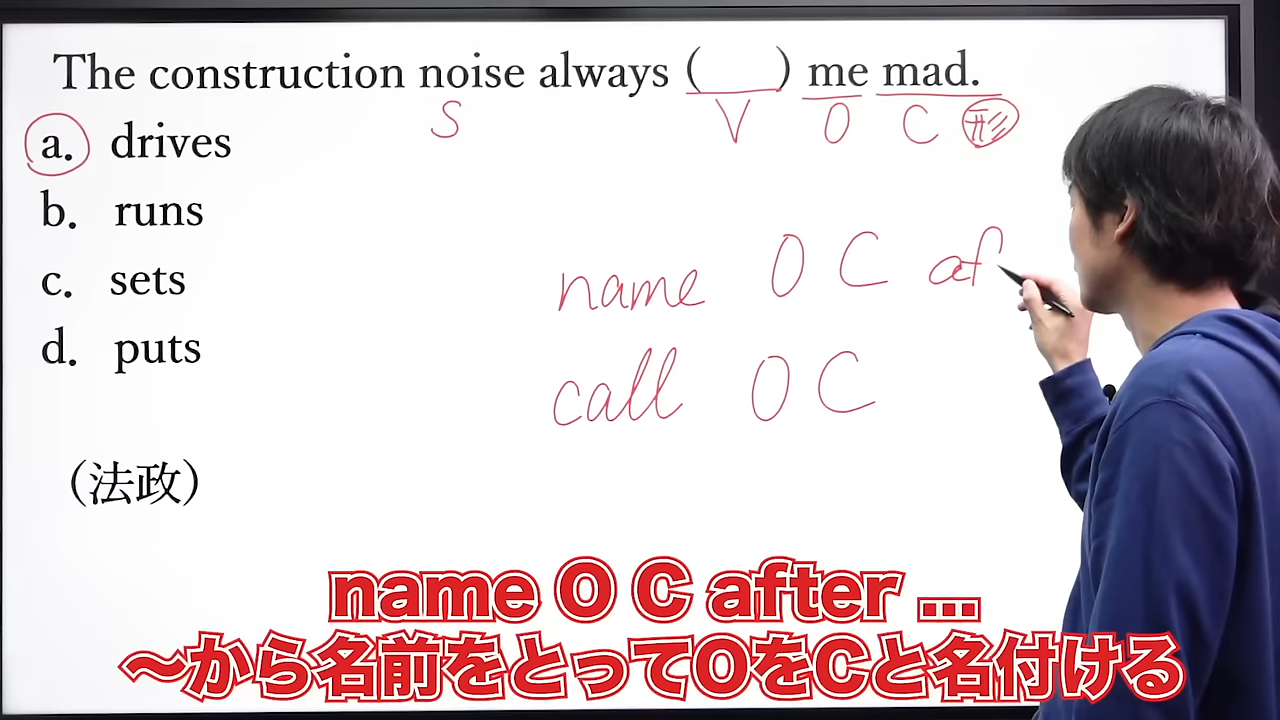 The construction noise always (   ) me mad.
S V O C 形
a. drives
b. runs
c. sets
d. puts
name O C af
call O C
（法政）
name O C after ...
〜から名前をとってOをCと名付ける